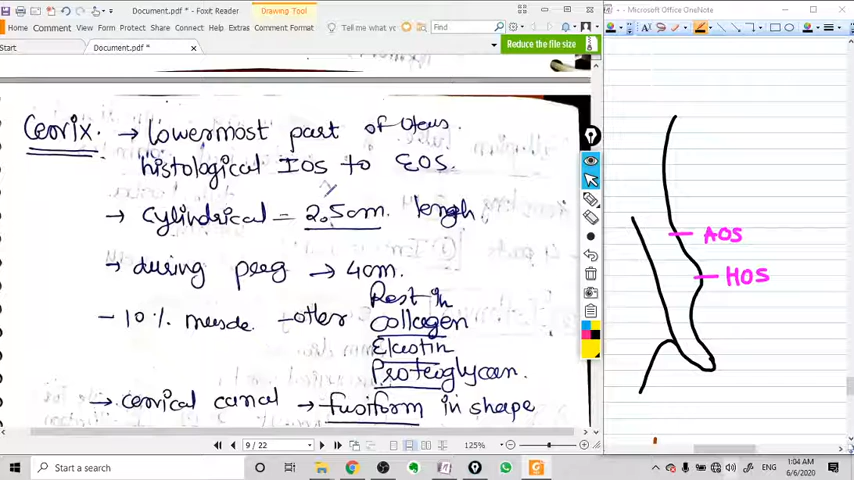 Document.pdf * - Foxit Reader
Drawing Tool
- Microsoft Office OneNote
File
Home
Comment
View
Form
Protect
Share
Connect
Extras
Comment
Format
Find
Start
Document.pdf *
Reduce the file size
Cervix. → lowermost part of Uterus.
histological IOS to EOS.
→ Cylindrical = 2.5cm. length.
→ during preg → 4cm.
- 10% muscle - other Rest in
collagen
Elastin
Proteoglycan.
→ cervical canal → fusiform in shape
AOS
HOS
9 / 22
125%
Start searching
ENG
1:04 AM
6/6/2020